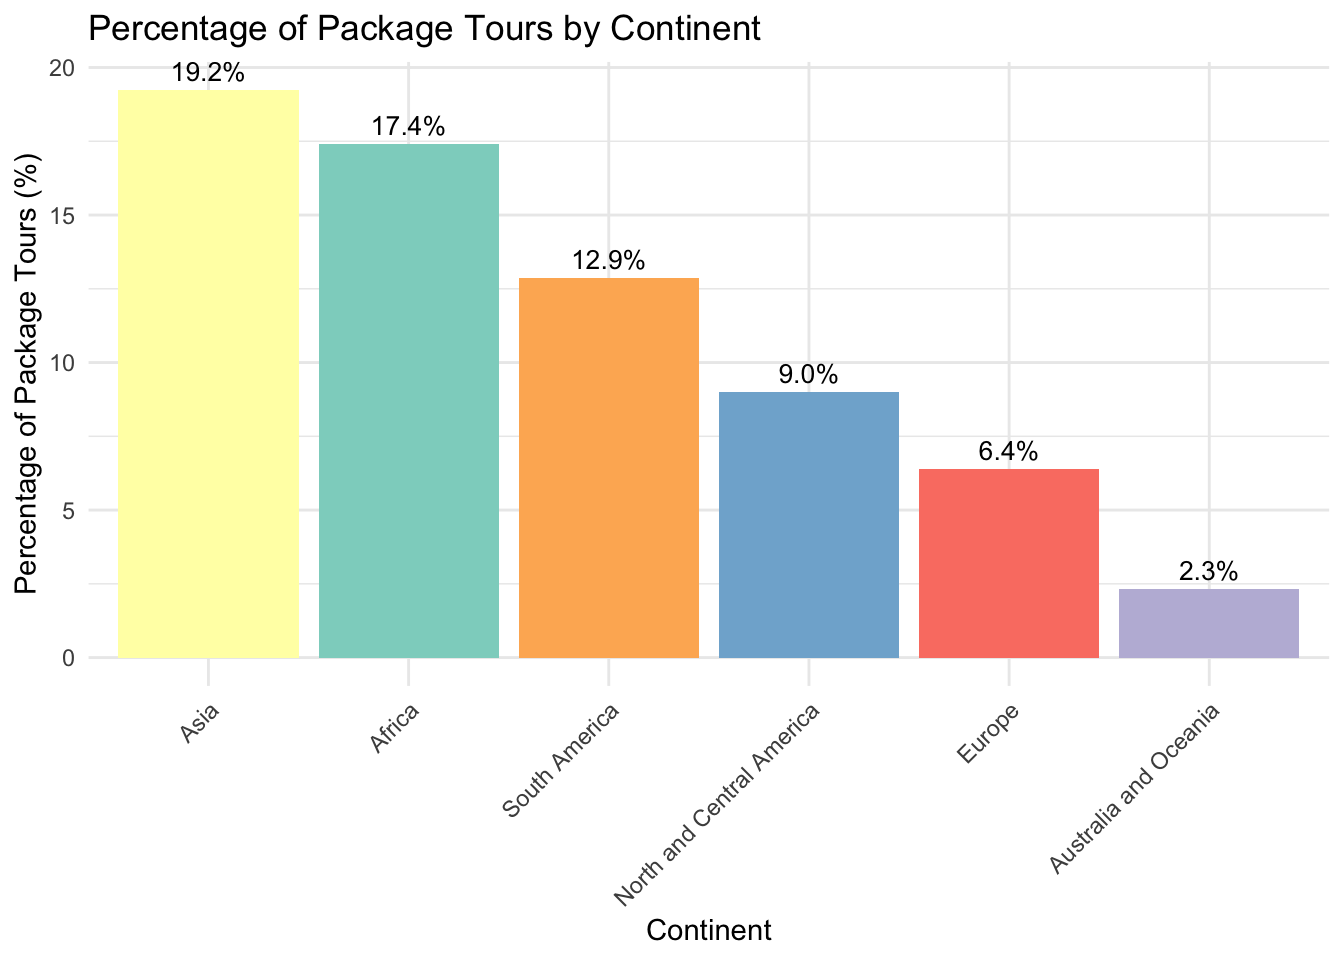 Percentage of Package Tours by Continent
Percentage of Package Tours (%)
20
15
10
5
0
19.2%
17.4%
12.9%
9.0%
6.4%
2.3%
Asia
Africa
South America
North and Central America
Europe
Australia and Oceania
Continent